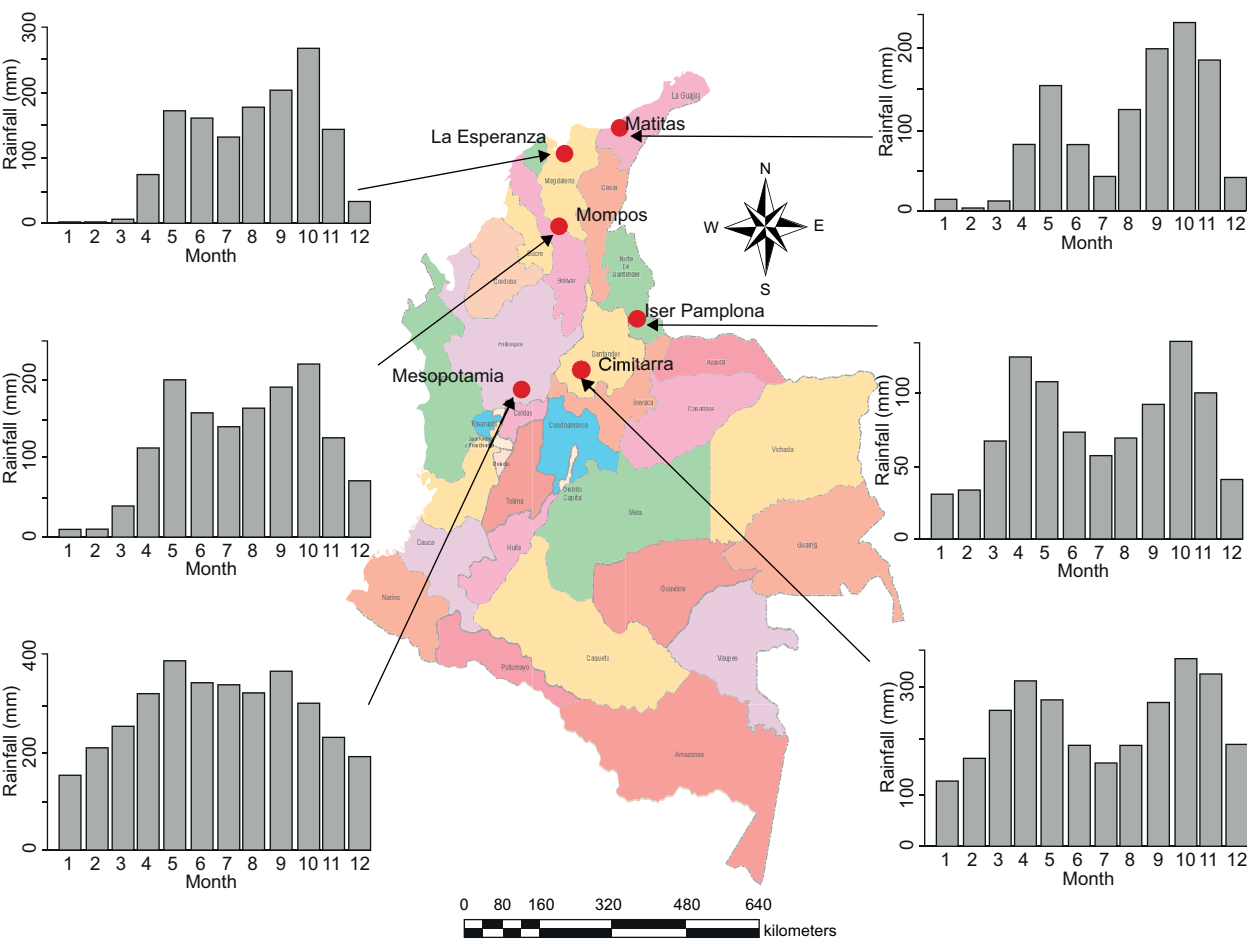 300
200
100
0
Rainfall (mm)
1 2 3 4 5 6 7 8 9 10 11 12
Month
200
100
0
Rainfall (mm)
1 2 3 4 5 6 7 8 9 10 11 12
Month
La Guajira
La Esperanza
Matitas
Magdalena
Cesar
N
W E
S
Mompos
Sucre
Norte
De
Santander
Cordoba
Bolivar
Iser Pamplona
200
100
0
Rainfall (mm)
1 2 3 4 5 6 7 8 9 10 11 12
Month
100
50
0
Rainfall (mm)
1 2 3 4 5 6 7 8 9 10 11 12
Month
Antioquia
Santander
Arauca
Mesopotamia
Cimitarra
Boyaca
Casanare
Caldas
Risaralda
Cundinamarca
Vichada
Tolima
Distrito
Capital
Meta
Cauca
Huila
Guainia
Narino
Guaviare
Caqueta
Vaupes
Putumayo
Amazonas
400
200
0
Rainfall (mm)
1 2 3 4 5 6 7 8 9 10 11 12
Month
300
100
0
Rainfall (mm)
1 2 3 4 5 6 7 8 9 10 11 12
Month
0 80 160 320 480 640
kilometers